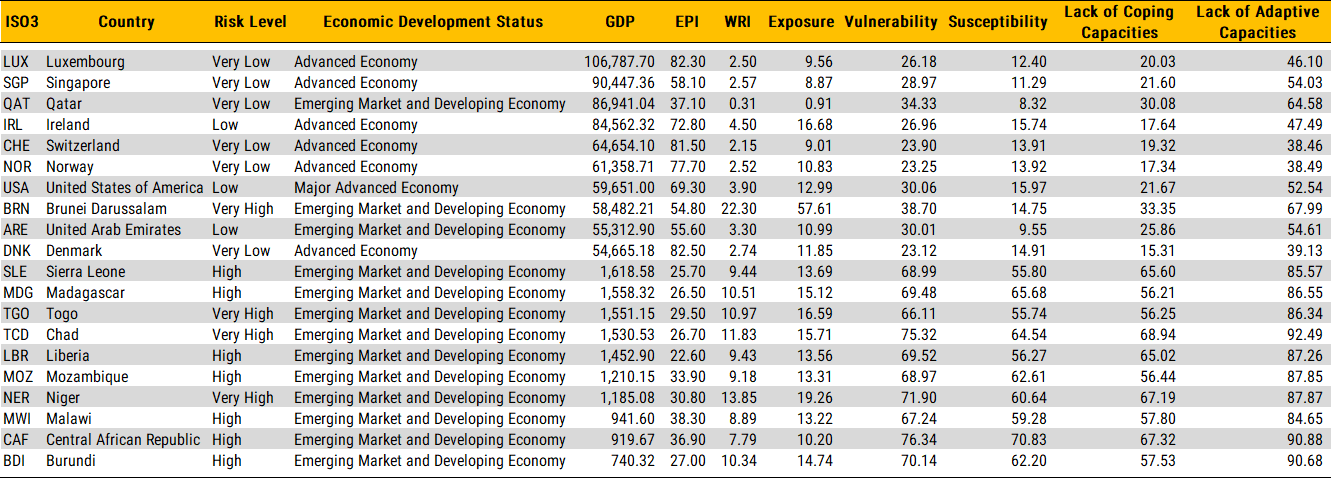 ISO3 Country Risk Level Economic Development Status GDP EPI WRI Exposure Vulnerability Susceptibility Lack of Coping Capacities Lack of Adaptive Capacities
LUX Luxembourg Very Low Advanced Economy 106,787.70 82.30 2.50 9.56 26.18 12.40 20.03 46.10
SGP Singapore Very Low Advanced Economy 90,447.36 58.10 2.57 8.87 28.97 11.29 21.60 54.03
QAT Qatar Very Low Emerging Market and Developing Economy 86,941.04 37.10 0.31 0.91 34.33 8.32 30.08 64.58
IRL Ireland Low Advanced Economy 84,562.32 72.80 4.50 16.68 26.96 15.74 17.64 47.49
CHE Switzerland Very Low Advanced Economy 64,654.10 81.50 2.15 9.01 23.90 13.91 19.32 38.46
NOR Norway Very Low Advanced Economy 61,358.71 77.70 2.52 10.83 23.25 13.92 17.34 38.49
USA United States of America Low Major Advanced Economy 59,651.00 69.30 3.90 12.99 30.06 15.97 21.67 52.54
BRN Brunei Darussalam Very High Emerging Market and Developing Economy 58,482.21 54.80 22.30 57.61 38.70 14.75 33.35 67.99
ARE United Arab Emirates Low Emerging Market and Developing Economy 55,312.90 55.60 3.30 10.99 30.01 9.55 25.86 54.61
DNK Denmark Very Low Advanced Economy 54,665.18 82.50 2.74 11.85 23.12 14.91 15.31 39.13
SLE Sierra Leone High Emerging Market and Developing Economy 1,618.58 25.70 9.44 13.69 68.99 55.80 65.60 85.57
MDG Madagascar High Emerging Market and Developing Economy 1,558.32 26.50 10.51 15.12 69.48 65.68 56.21 86.55
TGO Togo Very High Emerging Market and Developing Economy 1,551.15 29.50 10.97 16.59 66.11 55.74 56.25 86.34
TCD Chad Very High Emerging Market and Developing Economy 1,530.53 26.70 11.83 15.71 75.32 64.54 68.94 92.49
LBR Liberia High Emerging Market and Developing Economy 1,452.90 22.60 9.43 13.56 69.52 56.27 65.02 87.26
MOZ Mozambique High Emerging Market and Developing Economy 1,210.15 33.90 9.18 13.31 68.97 62.61 56.44 87.85
NER Niger Very High Emerging Market and Developing Economy 1,185.08 30.80 13.85 19.26 71.90 60.64 67.19 87.87
MWI Malawi High Emerging Market and Developing Economy 941.60 38.30 8.89 13.22 67.24 59.28 57.80 84.65
CAF Central African Republic High Emerging Market and Developing Economy 919.67 36.90 7.79 10.20 76.34 70.83 67.32 90.88
BDI Burundi High Emerging Market and Developing Economy 740.32 27.00 10.34 14.74 70.14 62.20 57.53 90.68